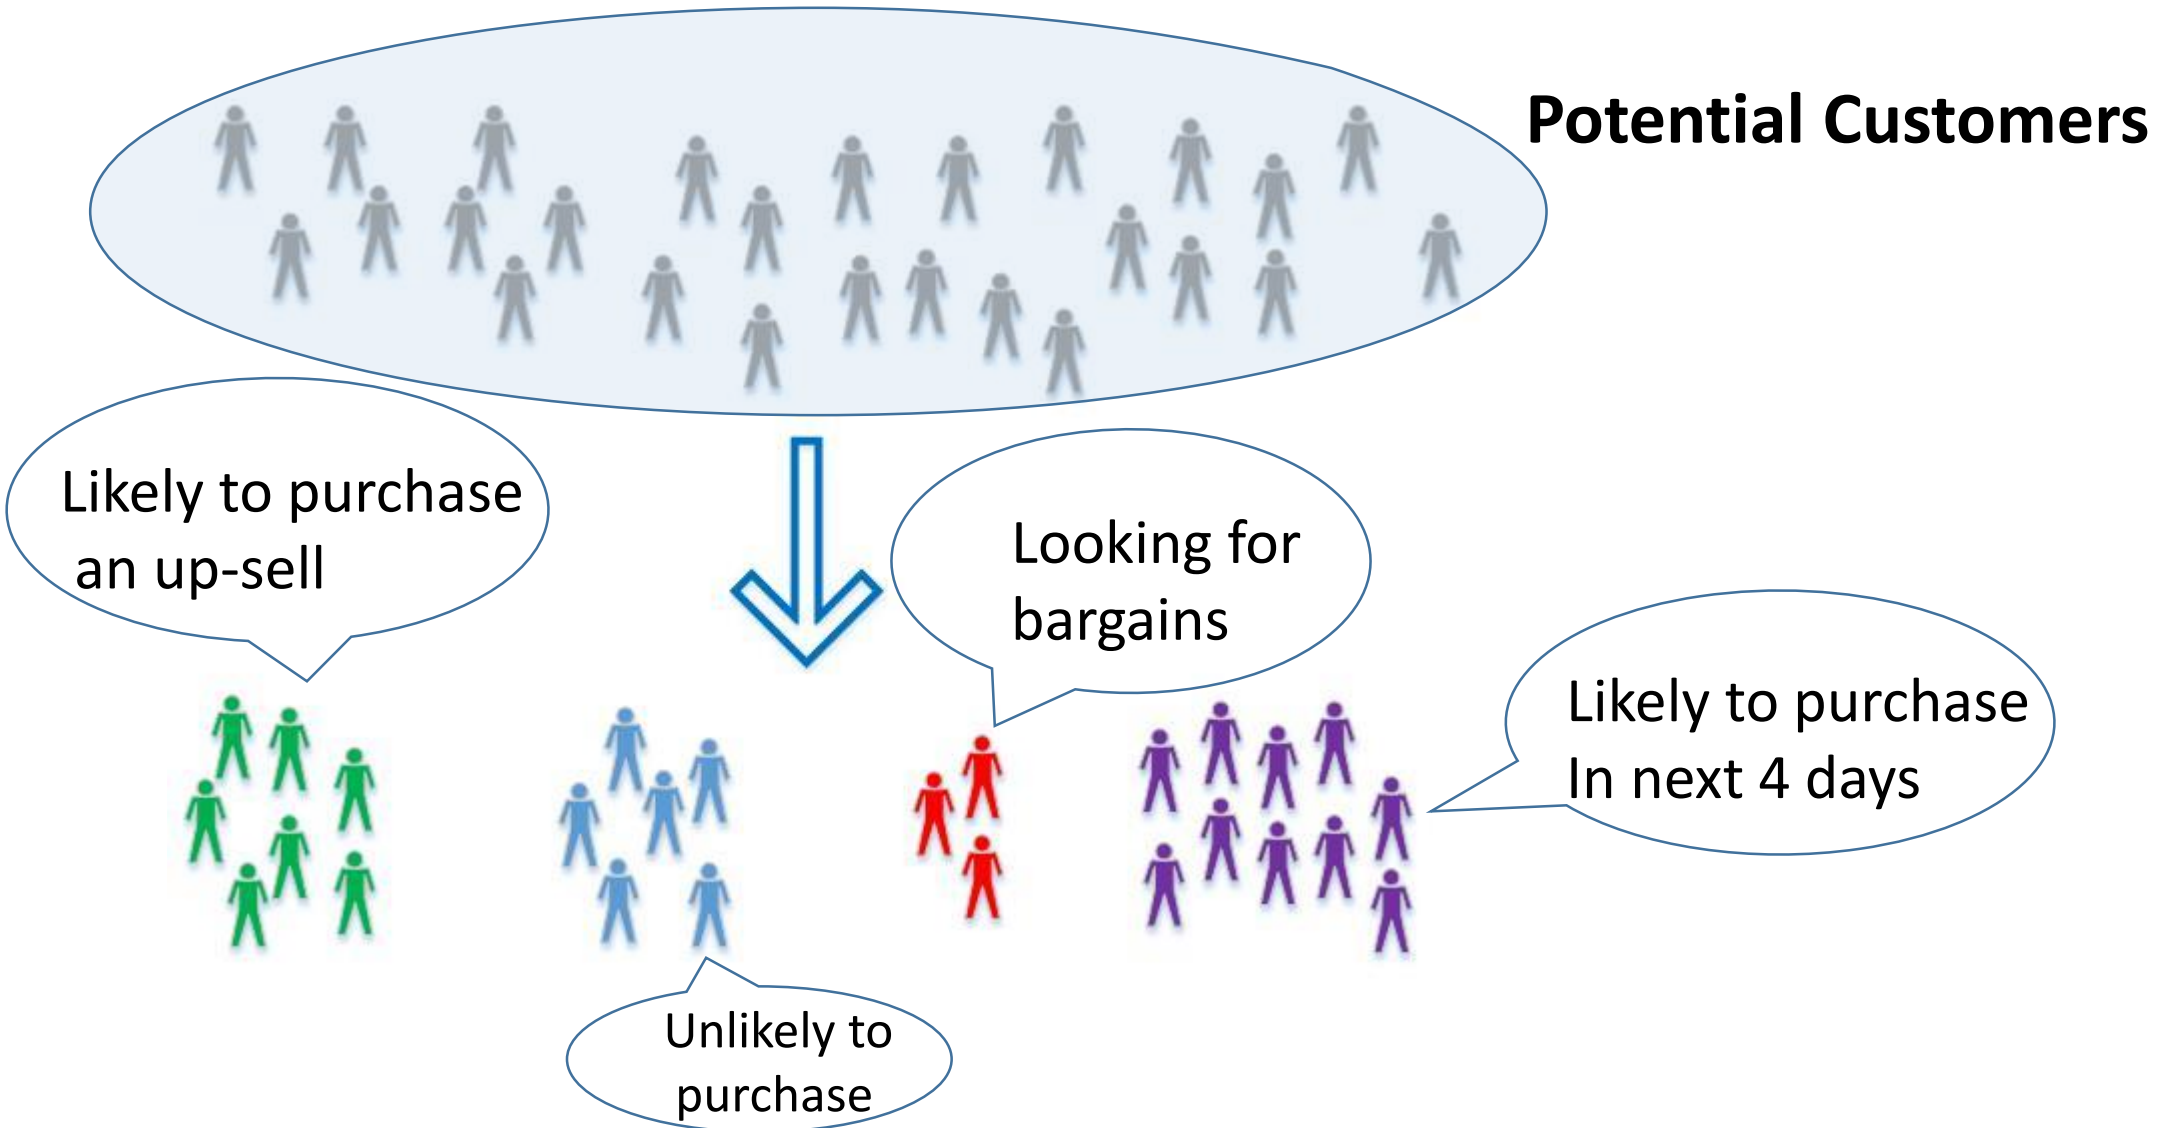 Potential Customers
Likely to purchase
an up-sell
Looking for
bargains
Likely to purchase
In next 4 days
Unlikely to
purchase